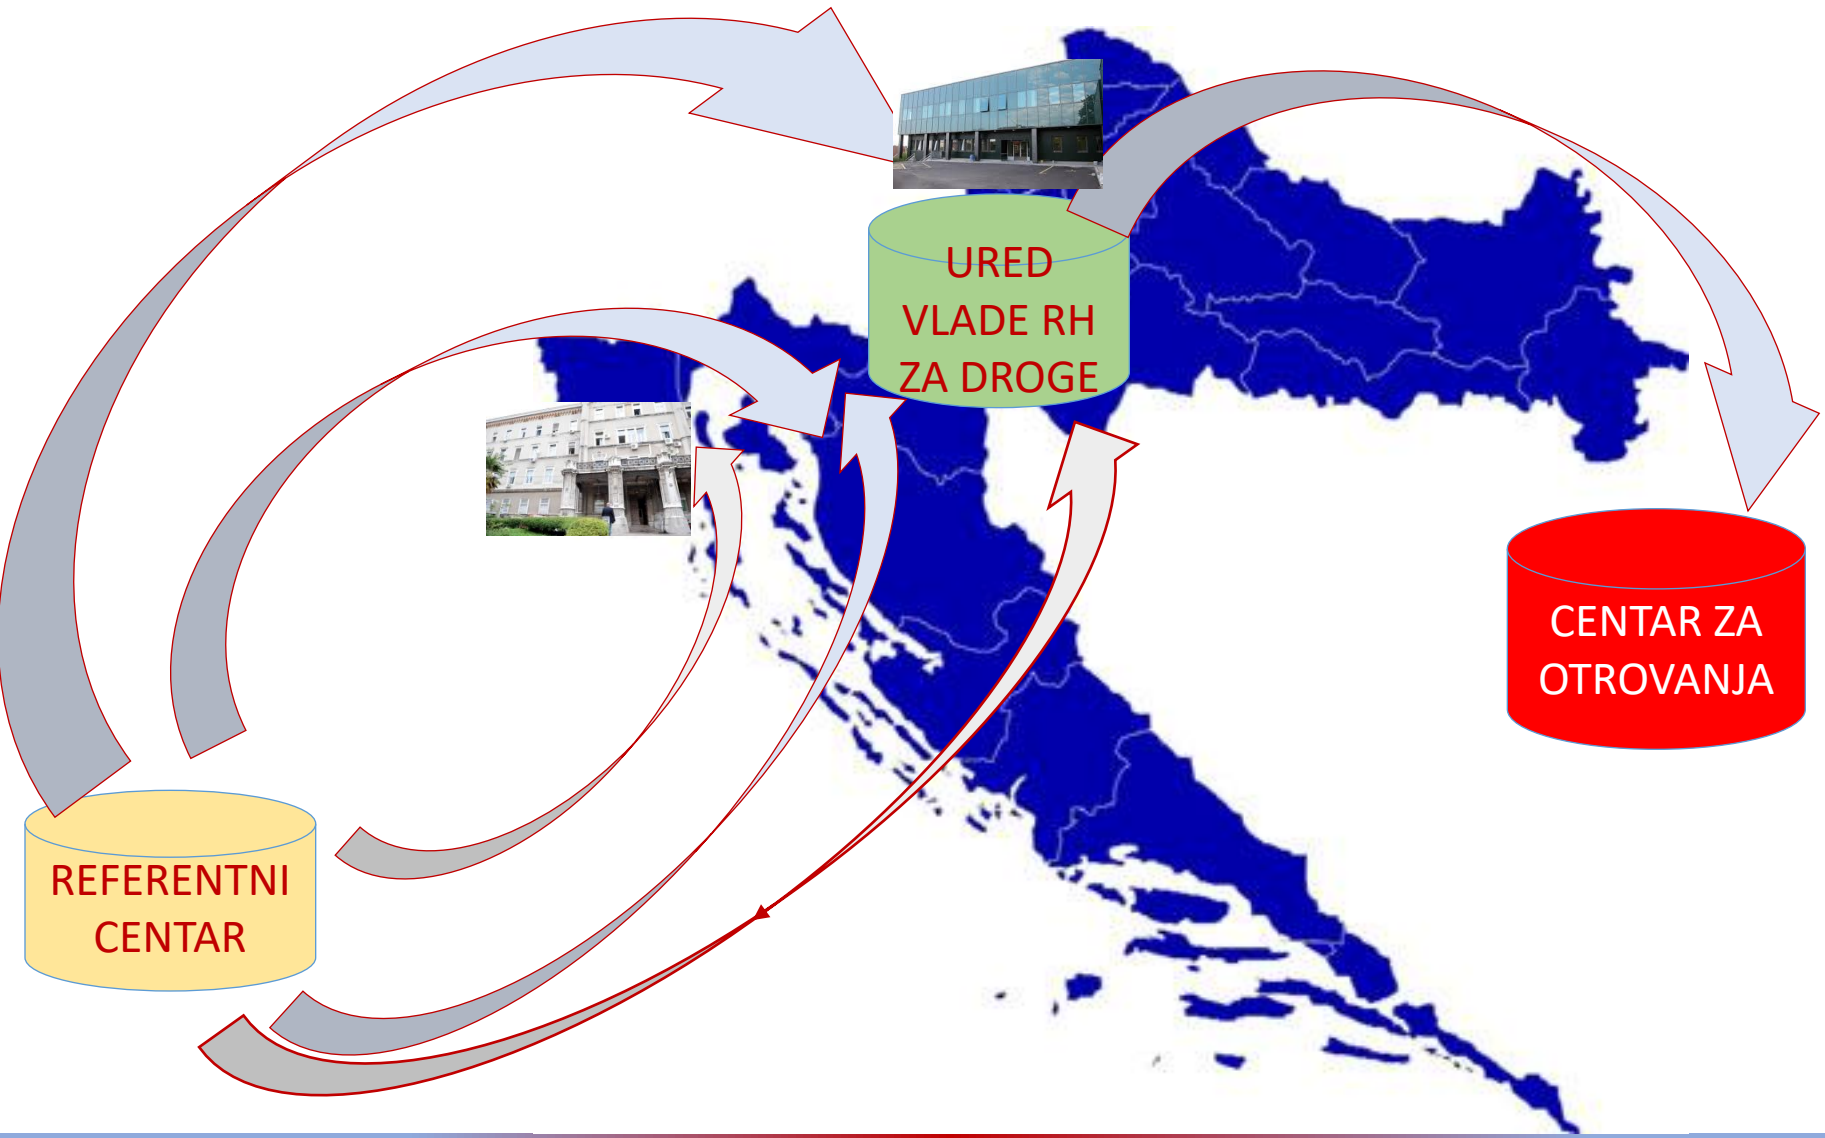 URED
VLADE RH
ZA DROGE
CENTAR ZA
OTROVANJA
REFERENTNI
CENTAR